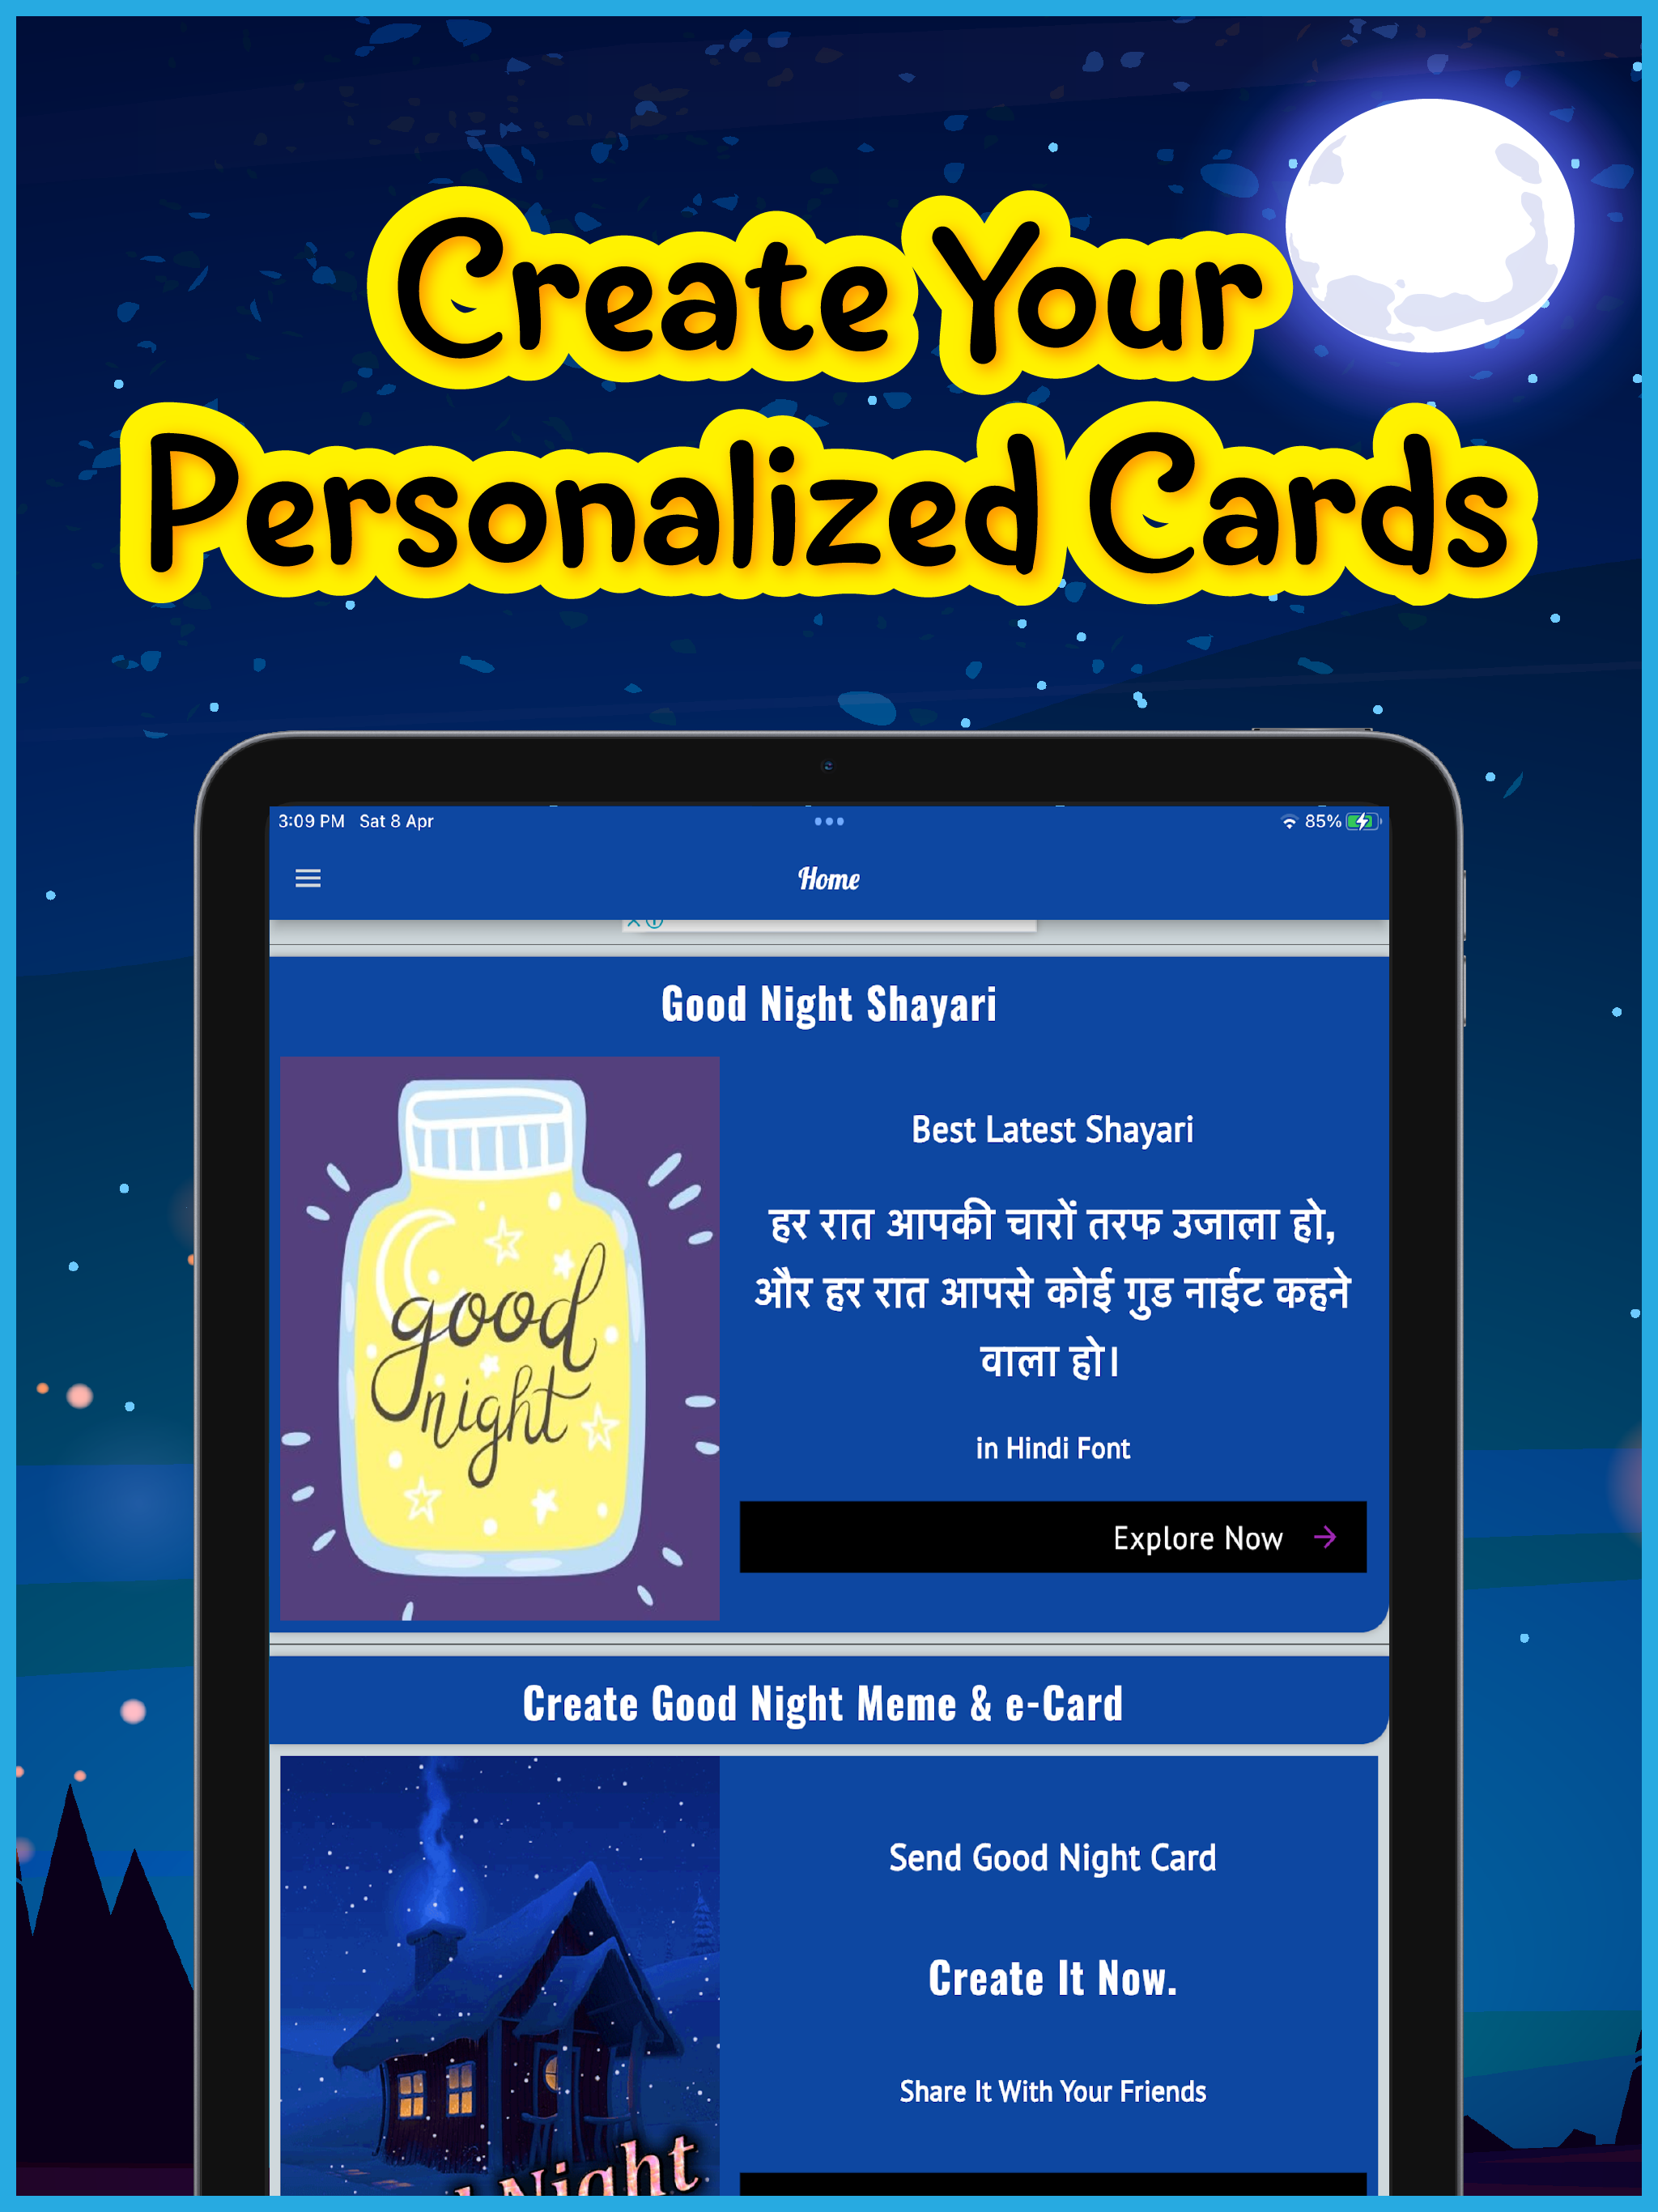 Create Your
Personalized Cards
3:09 PM Sat 8 Apr
85%
Home
Good Night Shayari
good
night
Best Latest Shayari
हर रात आपकी चारों तरफ उजाला हो,
और हर रात आपसे कोई गुड नाईट कहने
वाला हो।
in Hindi Font
Explore Now
Create Good Night Meme & e-Card
Send Good Night Card
Create It Now.
Share It With Your Friends
Night